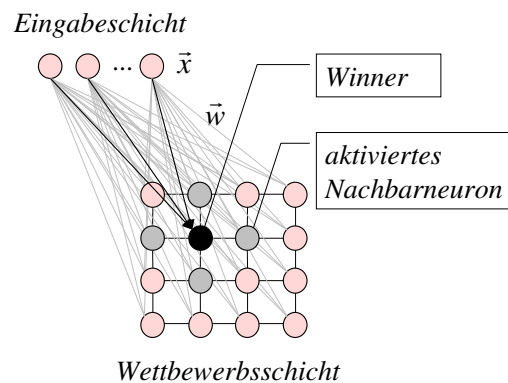 Eingabeschicht
... x⃗
Winner
w⃗
aktiviertes
Nachbarneuron
Wettbewerbsschicht